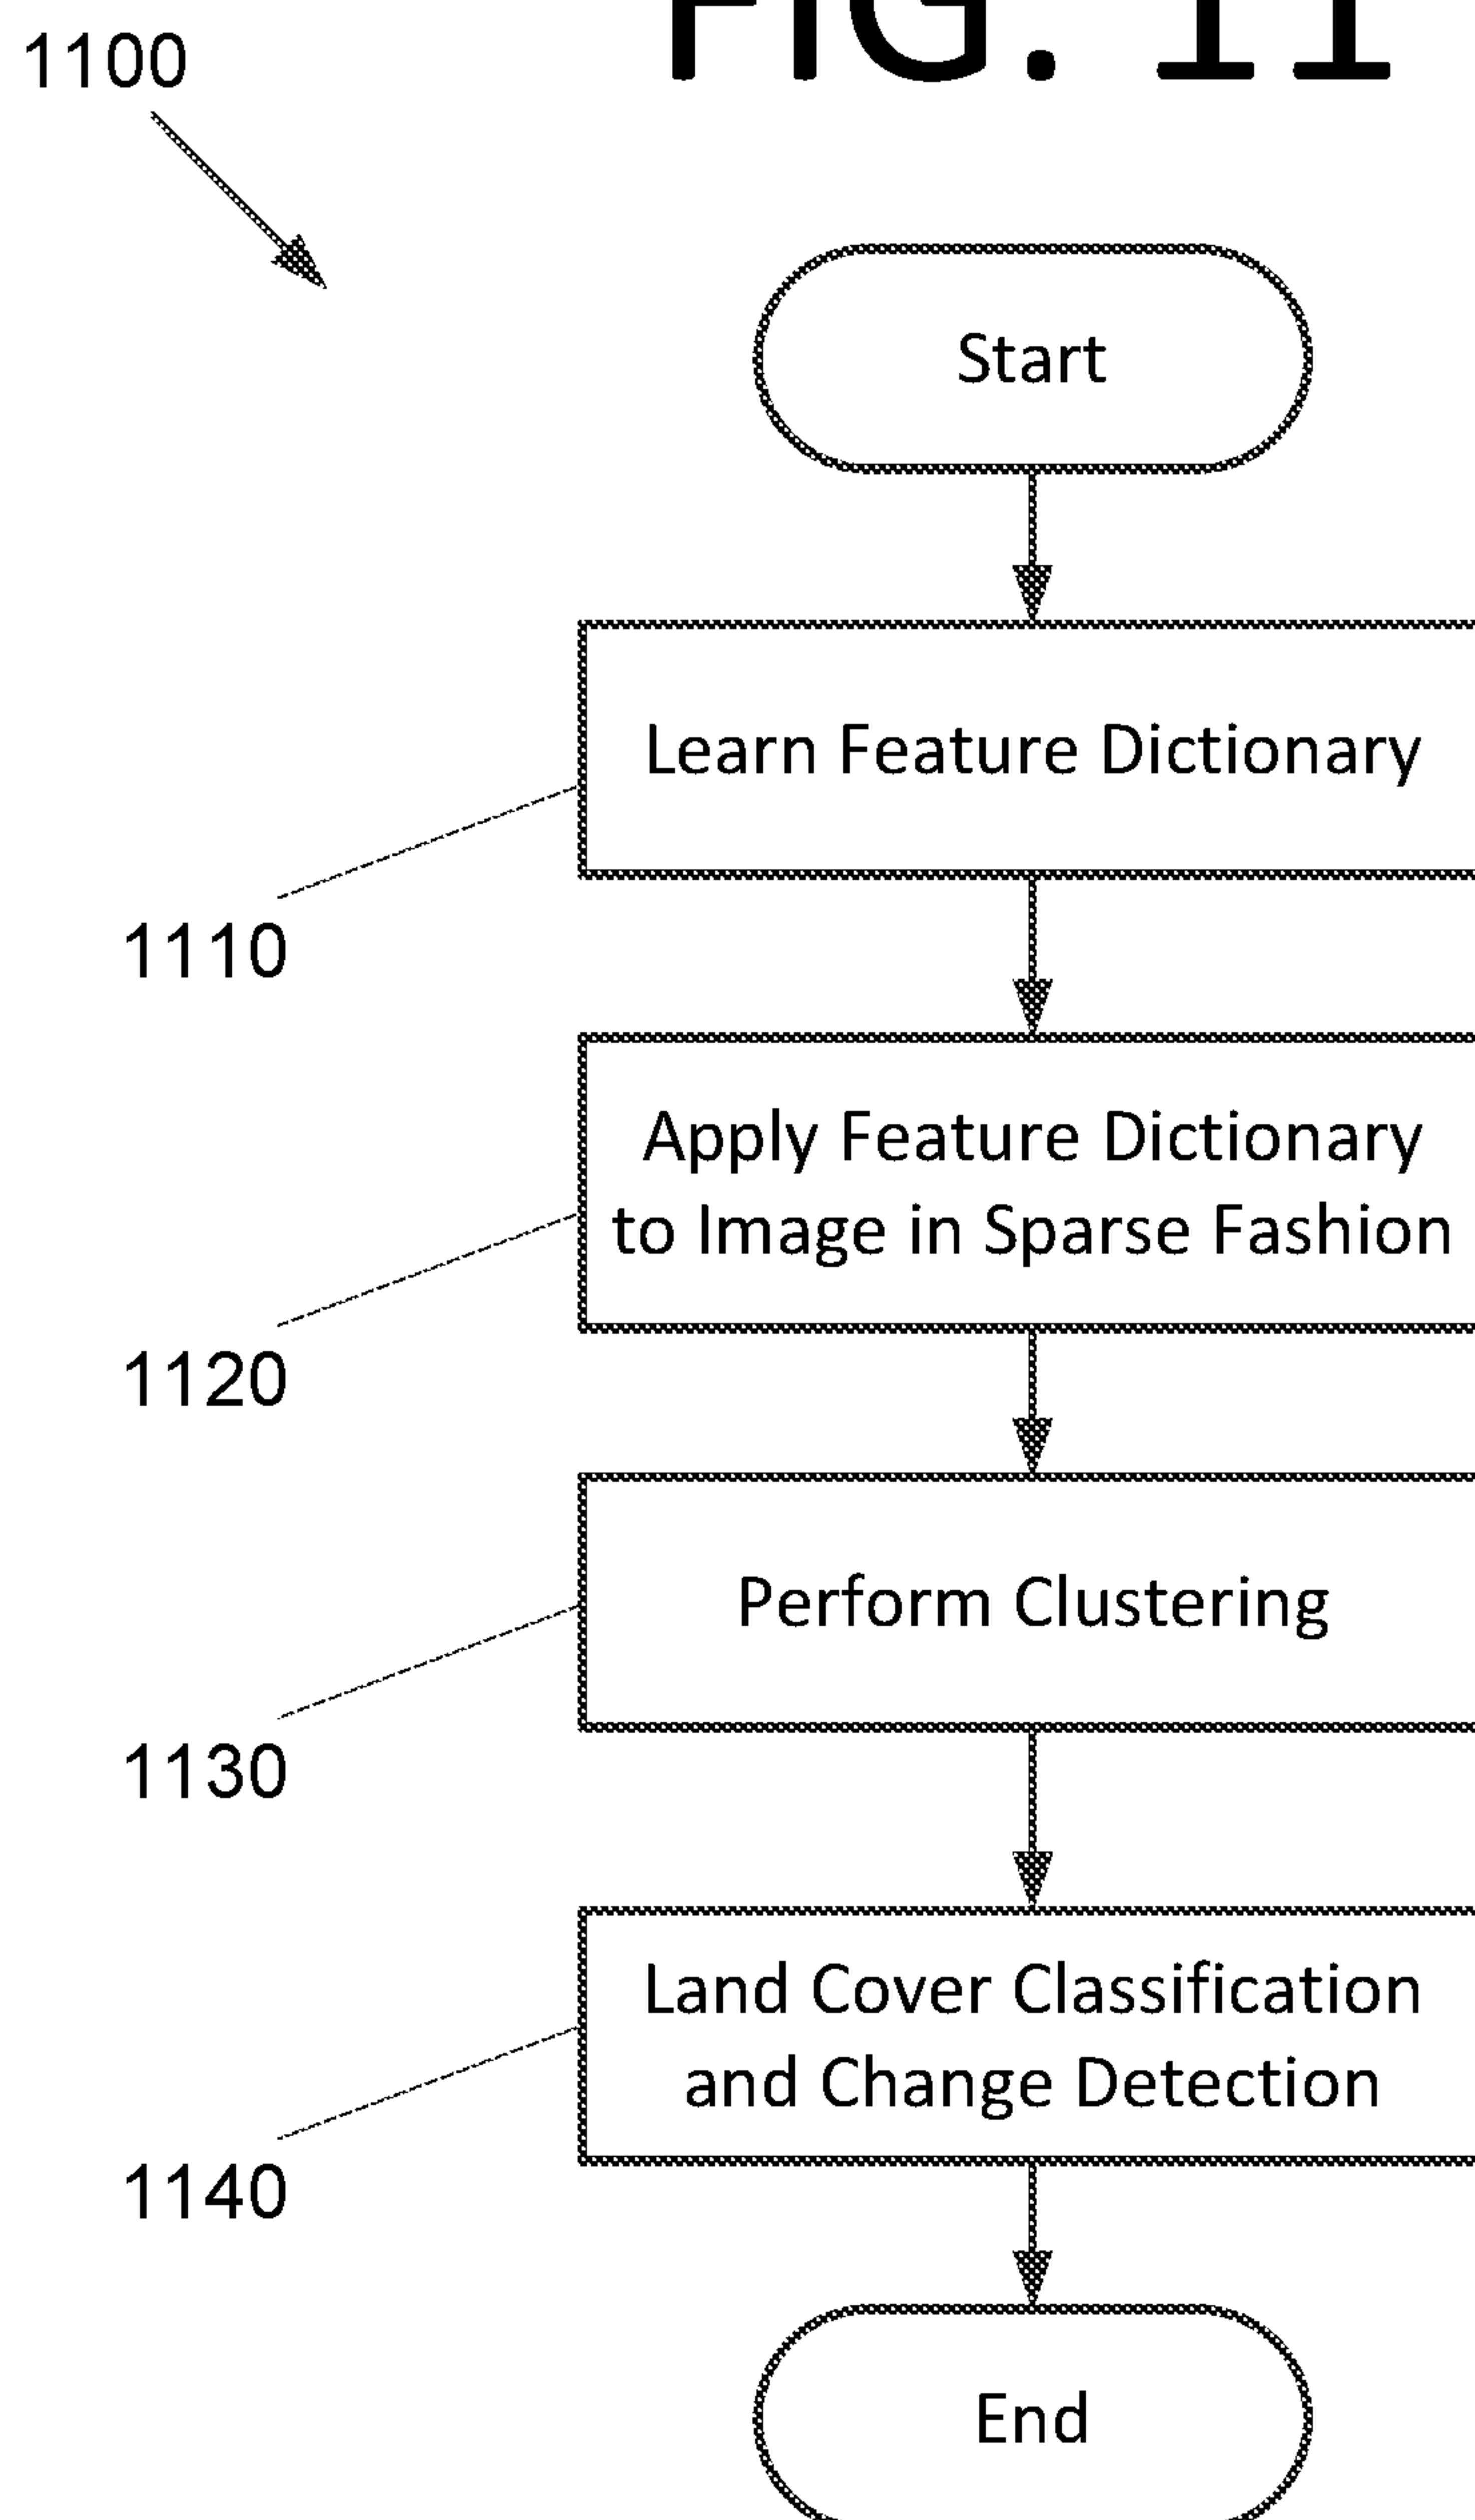 1100
FIG. 11
Start
Learn Feature Dictionary
1110
Apply Feature Dictionary
to Image in Sparse Fashion
1120
Perform Clustering
1130
Land Cover Classification
and Change Detection
1140
End